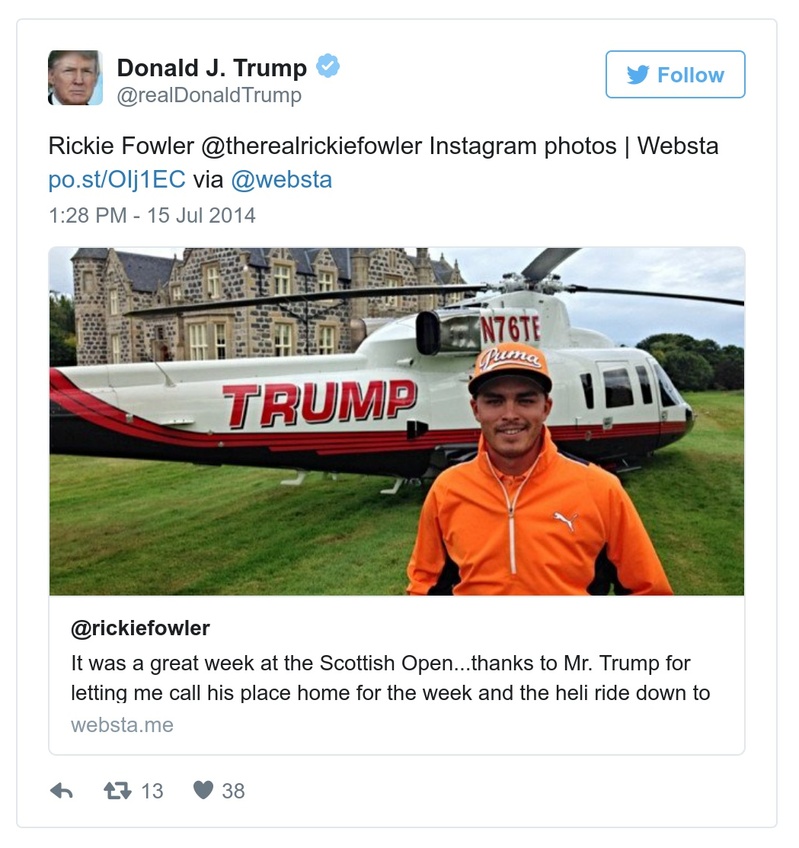 Donald J. Trump
@realDonaldTrump
Follow
Rickie Fowler @therealrickiefowler Instagram photos | Websta
po.st/OIj1EC via @websta
1:28 PM - 15 Jul 2014
N76TE
Puma
TRUMP
@rickiefowler
It was a great week at the Scottish Open...thanks to Mr. Trump for
letting me call his place home for the week and the heli ride down to
websta.me
13
38